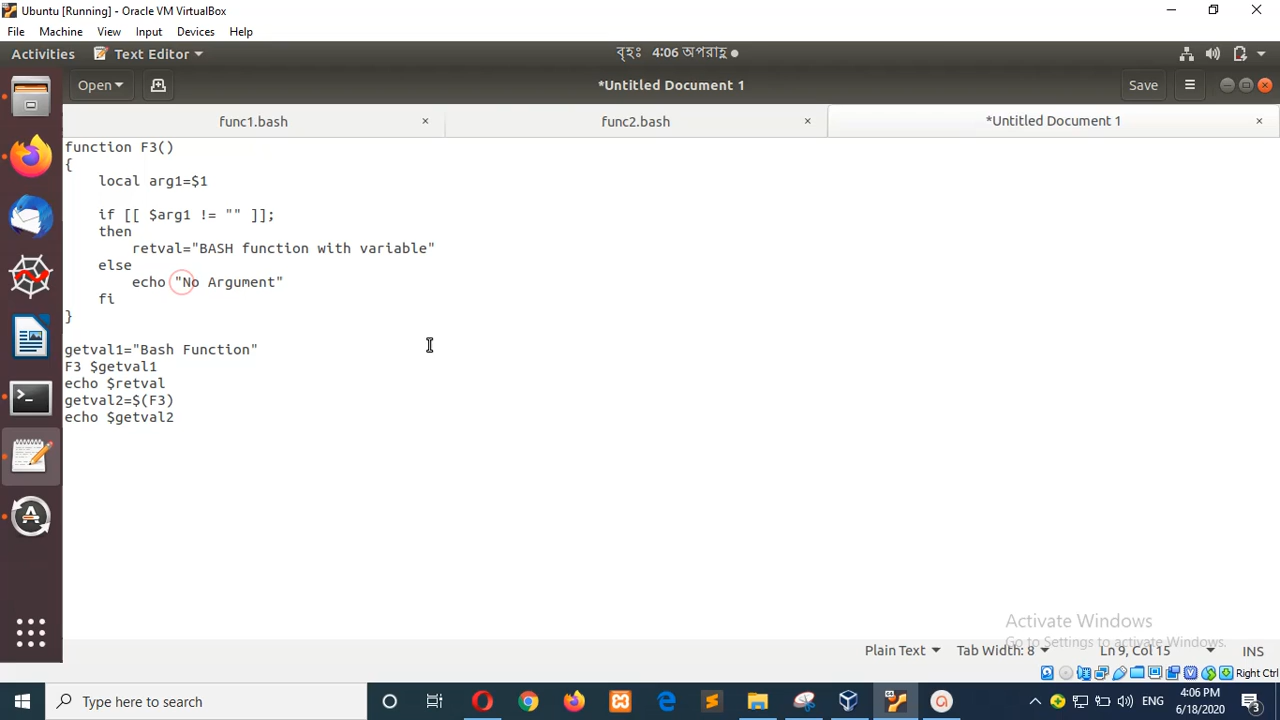 Ubuntu [Running] - Oracle VM VirtualBox
File Machine View Input Devices Help
Activities Text Editor বৃহঃ 4:06 অপরাহ্ণ
Open *Untitled Document 1 Save
func1.bash func2.bash *Untitled Document 1
function F3()
{
local arg1=$1
if [[ $arg1 != "" ]];
then
retval="BASH function with variable"
else
echo "No Argument"
fi
}
getval1="Bash Function"
F3 $getval1
echo $retval
getval2=$(F3)
echo $getval2
Activate Windows
Go to Settings to activate Windows.
Plain Text Tab Width: 8 Ln 9, Col 15 INS
Right Ctrl
Type here to search ENG 4:06 PM
6/18/2020 3